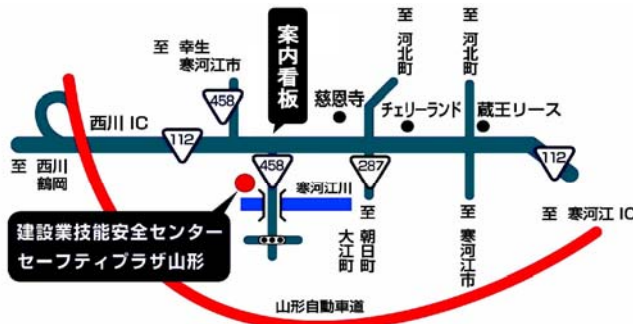 案内看板
至 幸生
寒河江市
458
至 河北町
至 河北町
慈恩寺
チェリーランド
蔵王リース
西川 IC
112
至 西川
鶴岡
458
287
112
寒河江川
至 寒河江 IC
建設業技能安全センター
セーフティプラザ山形
至 朝日町
大江町
至 寒河江市
山形自動車道